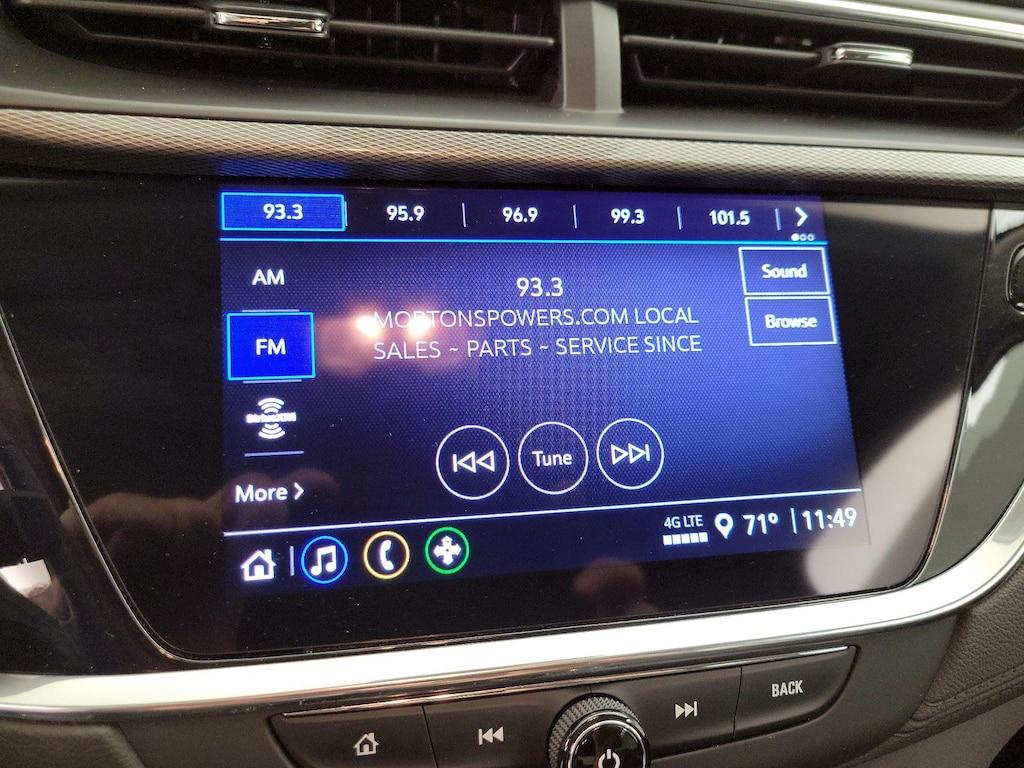 93.3 | 95.9 | 96.9 | 99.3 | 101.5 |
AM
93.3
Sound
MORTONSPOWERS.COM LOCAL
Browse
FM
SALES ~ PARTS ~ SERVICE SINCE
SiriusXM
Tune
More
4G LTE
71° | 11:49
BACK